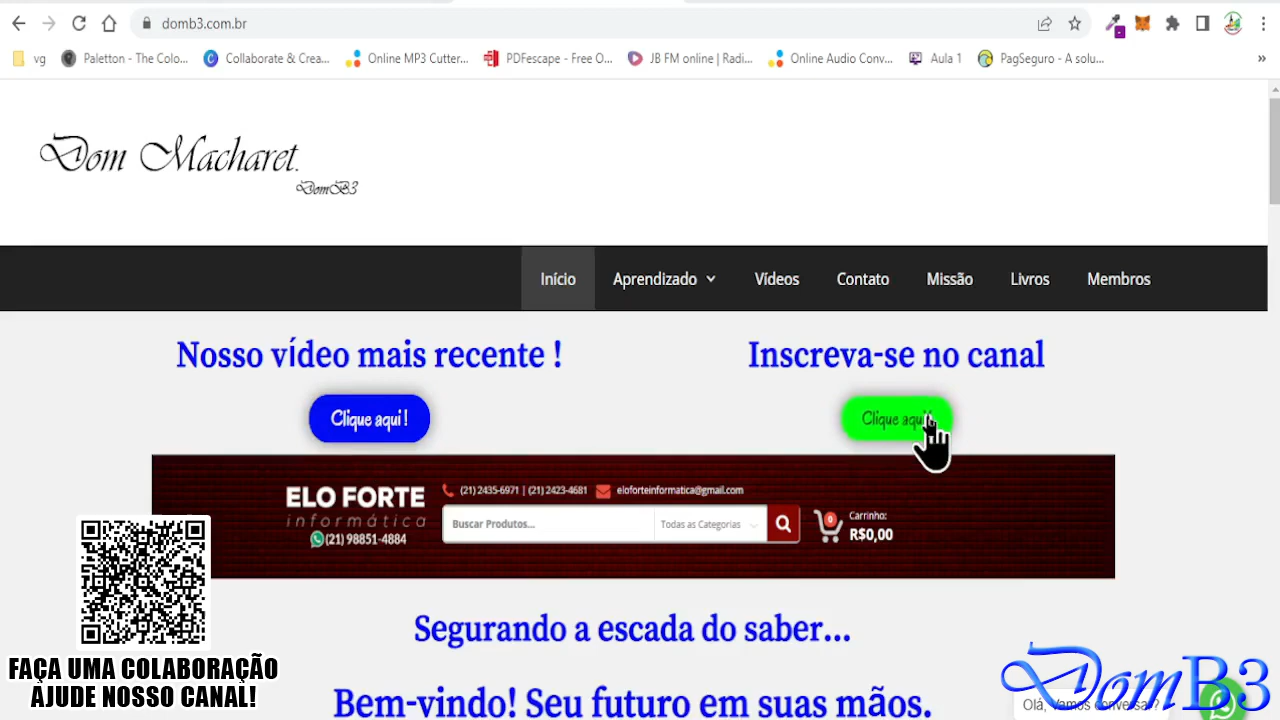 domb3.com.br
vg
Paletton - The Colo...
Collaborate & Crea...
Online MP3 Cutter...
PDFescape - Free O...
JB FM online | Radi...
Online Audio Conv...
Aula 1
PagSeguro - A solu...
»
Dom Macharet.
DomB3
Início
Aprendizado
Vídeos
Contato
Missão
Livros
Membros
Nosso vídeo mais recente !
Inscreva-se no canal
Clique aqui !
Clique aqui
ELO FORTE
informática
(21) 98851-4884
(21) 2435-6971 | (21) 2423-4681
eloforteinformatica@gmail.com
Buscar Produtos...
Todas as Categorias
0
Carrinho:
R$0,00
Segurando a escada do saber...
Bem-vindo! Seu futuro em suas mãos.
FAÇA UMA COLABORAÇÃO
AJUDE NOSSO CANAL!
DomB3
Olá, Vamos conversar?